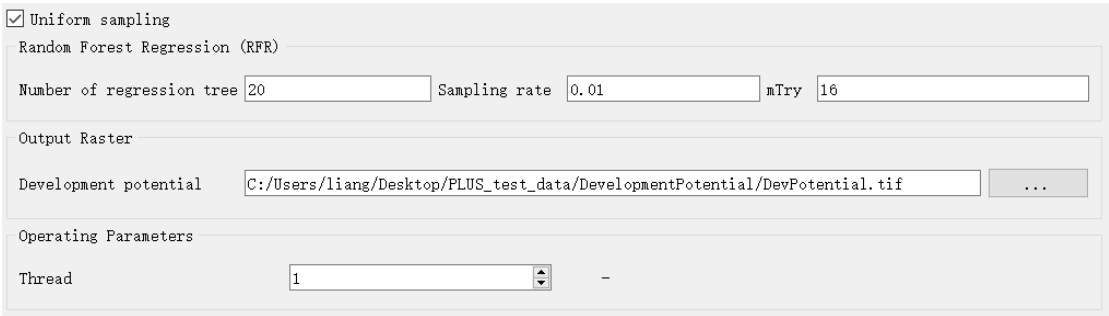 Uniform sampling
Random Forest Regression (RFR)
Number of regression tree 20 Sampling rate 0.01 mTry 16
Output Raster
Development potential C:/Users/liang/Desktop/PLUS_test_data/DevelopmentPotential/DevPotential.tif ...
Operating Parameters
Thread 1 -